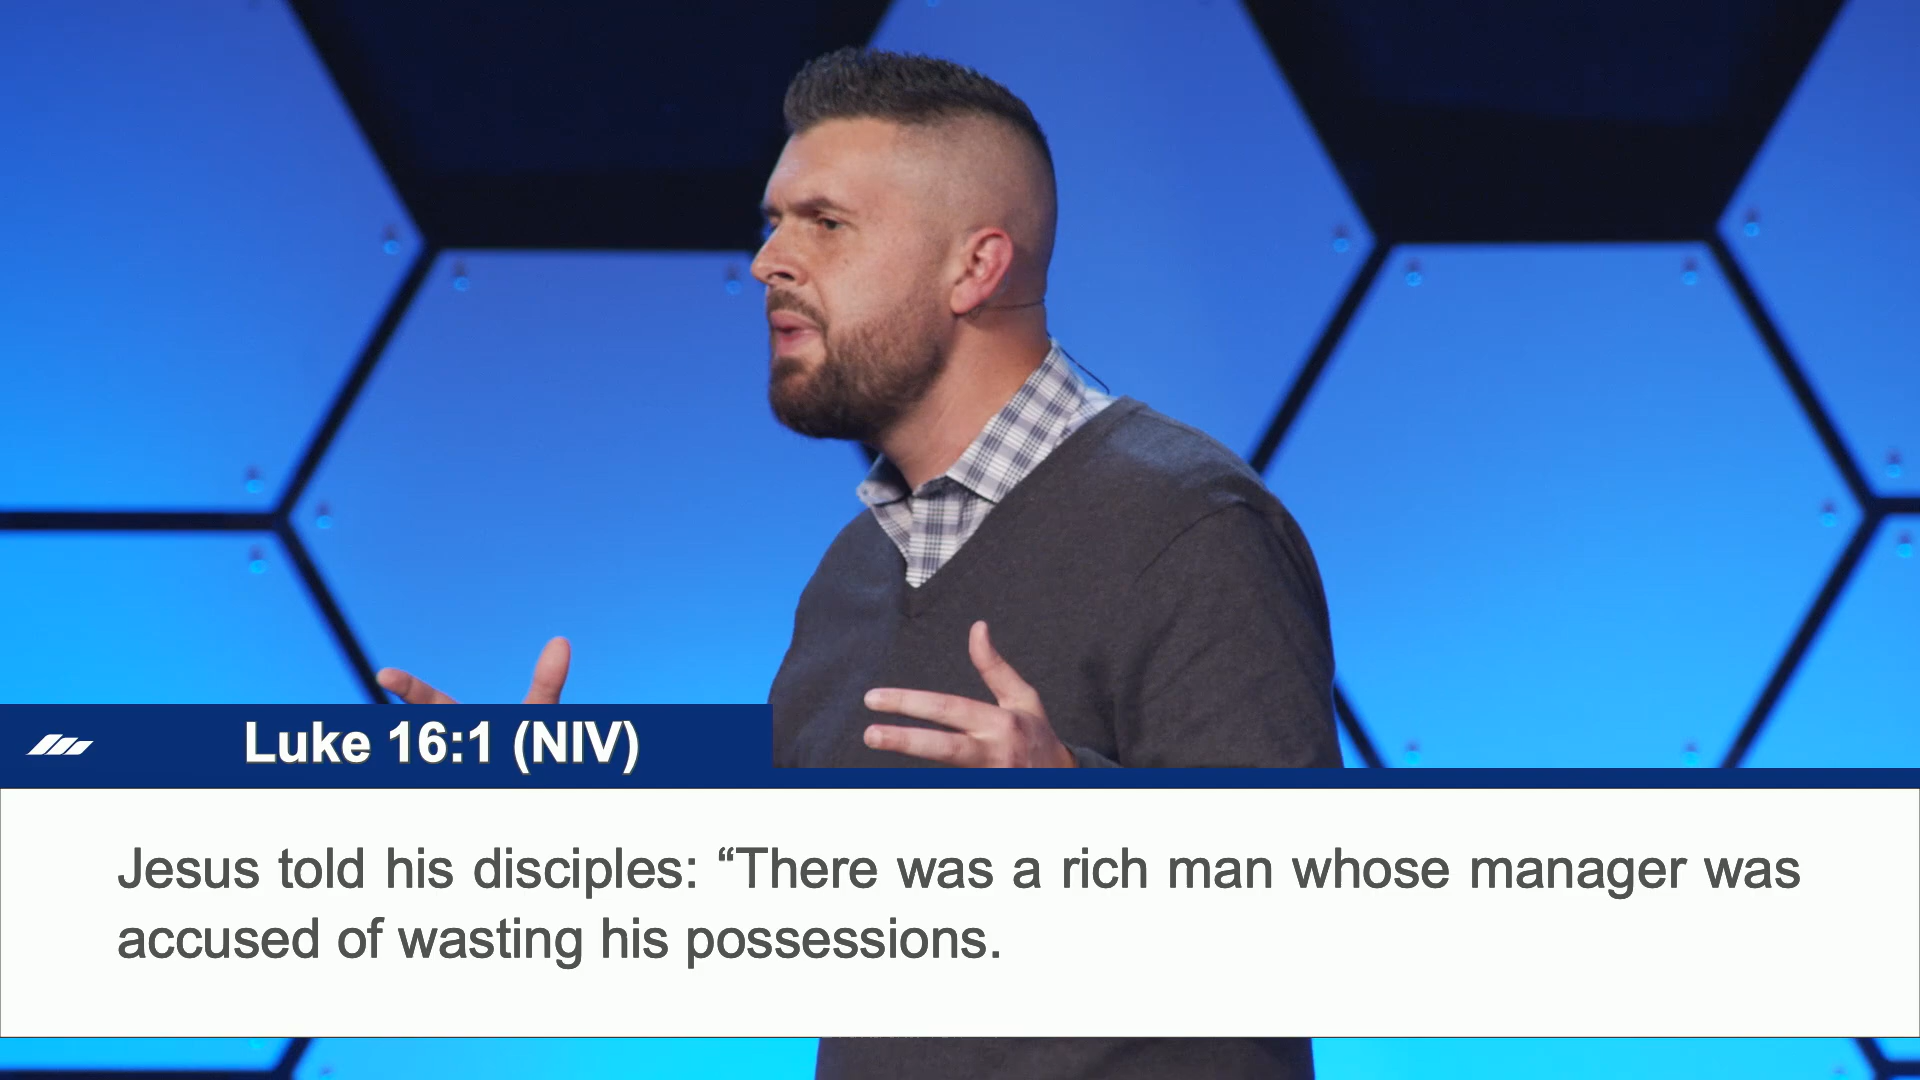 Luke 16:1 (NIV)
Jesus told his disciples: “There was a rich man whose manager was
accused of wasting his possessions.